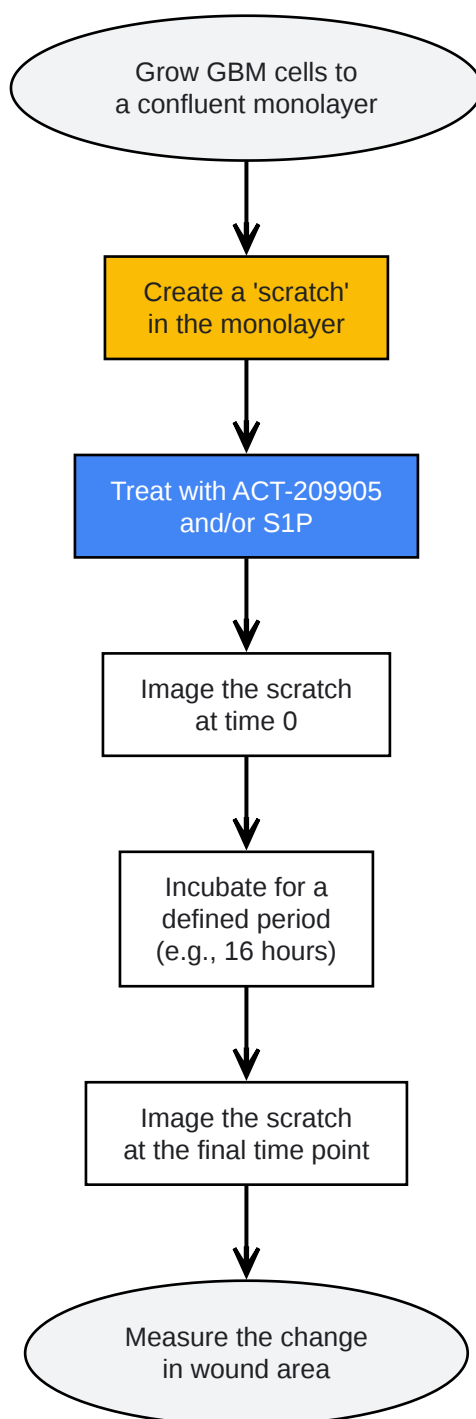 Grow GBM cells to
a confluent monolayer
Create a 'scratch'
in the monolayer
Treat with ACT-209905
and/or S1P
Image the scratch
at time 0
Incubate for a
defined period
(e.g., 16 hours)
Image the scratch
at the final time point
Measure the change
in wound area